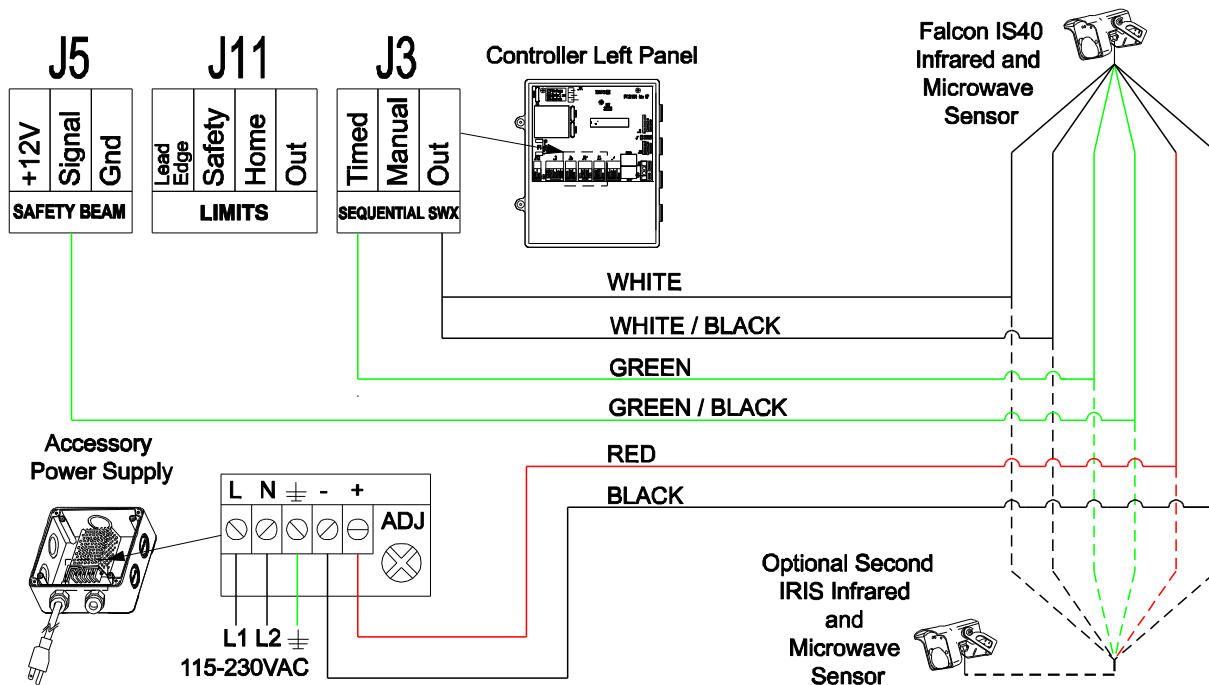 J5
J11
J3
Controller Left Panel
Falcon IS40
Infrared and
Microwave
Sensor
+12V
Signal
Gnd
SAFETY BEAM
Lead
Edge
Safety
Home
Out
LIMITS
Timed
Manual
Out
SEQUENTIAL SWX
WHITE
WHITE / BLACK
GREEN
GREEN / BLACK
RED
BLACK
Accessory
Power Supply
L N - +
ADJ
L1 L2
115-230VAC
Optional Second
IRIS Infrared
and
Microwave
Sensor